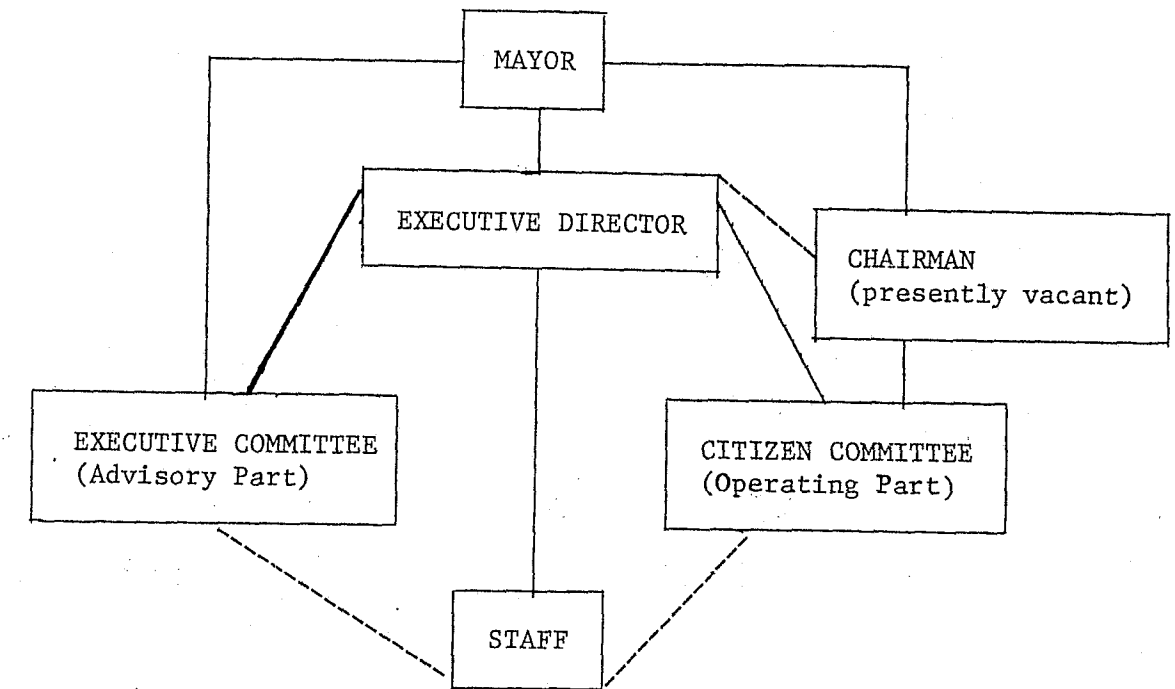 MAYOR
EXECUTIVE DIRECTOR
CHAIRMAN
(presently vacant)
EXECUTIVE COMMITTEE
(Advisory Part)
CITIZEN COMMITTEE
(Operating Part)
STAFF